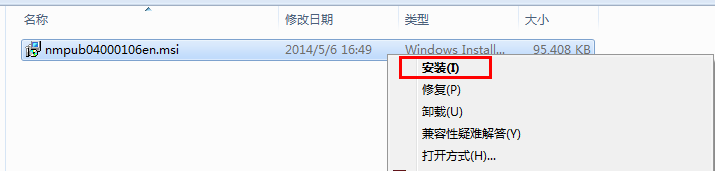 名称 修改日期 类型 大小
nmpub04000106en.msi 2014/5/6 16:49 Windows Install... 95,408 KB
安装(I)
修复(P)
卸载(U)
兼容性疑难解答(Y)
打开方式(H)...